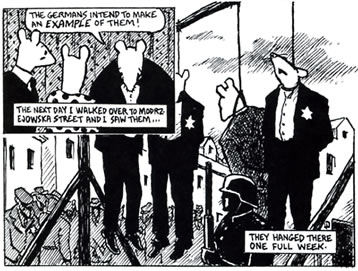 THE GERMANS INTEND TO MAKE
AN EXAMPLE OF THEM!
THE NEXT DAY I WALKED OVER TO MODRZ-
EJOWSKA STREET AND I SAW THEM...
THEY HANGED THERE
ONE FULL WEEK.